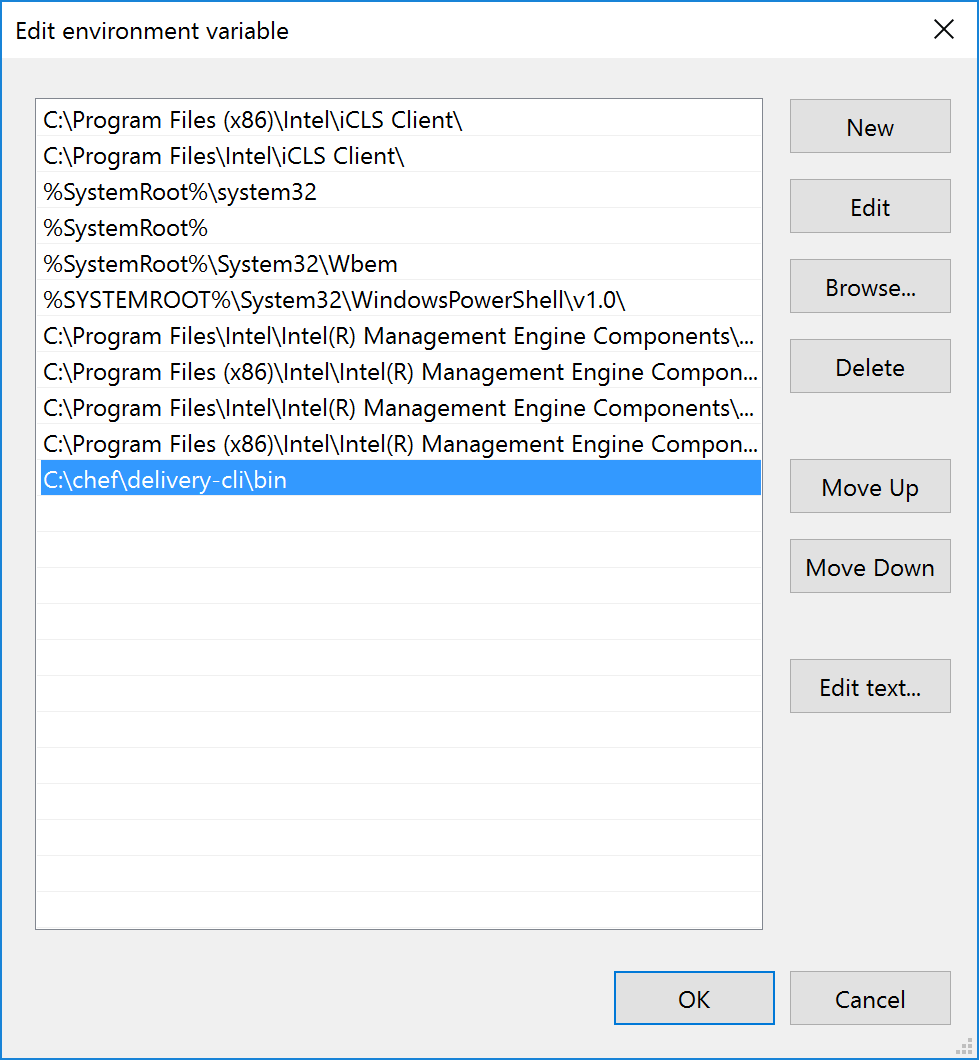 Edit environment variable
C:\Program Files (x86)\Intel\iCLS Client\
C:\Program Files\Intel\iCLS Client\
%SystemRoot%\system32
%SystemRoot%
%SystemRoot%\System32\Wbem
%SYSTEMROOT%\System32\WindowsPowerShell\v1.0\
C:\Program Files\Intel\Intel(R) Management Engine Components\...
C:\Program Files (x86)\Intel\Intel(R) Management Engine Compon...
C:\Program Files\Intel\Intel(R) Management Engine Components\...
C:\Program Files (x86)\Intel\Intel(R) Management Engine Compon...
C:\chef\delivery-cli\bin
New
Edit
Browse...
Delete
Move Up
Move Down
Edit text...
OK
Cancel